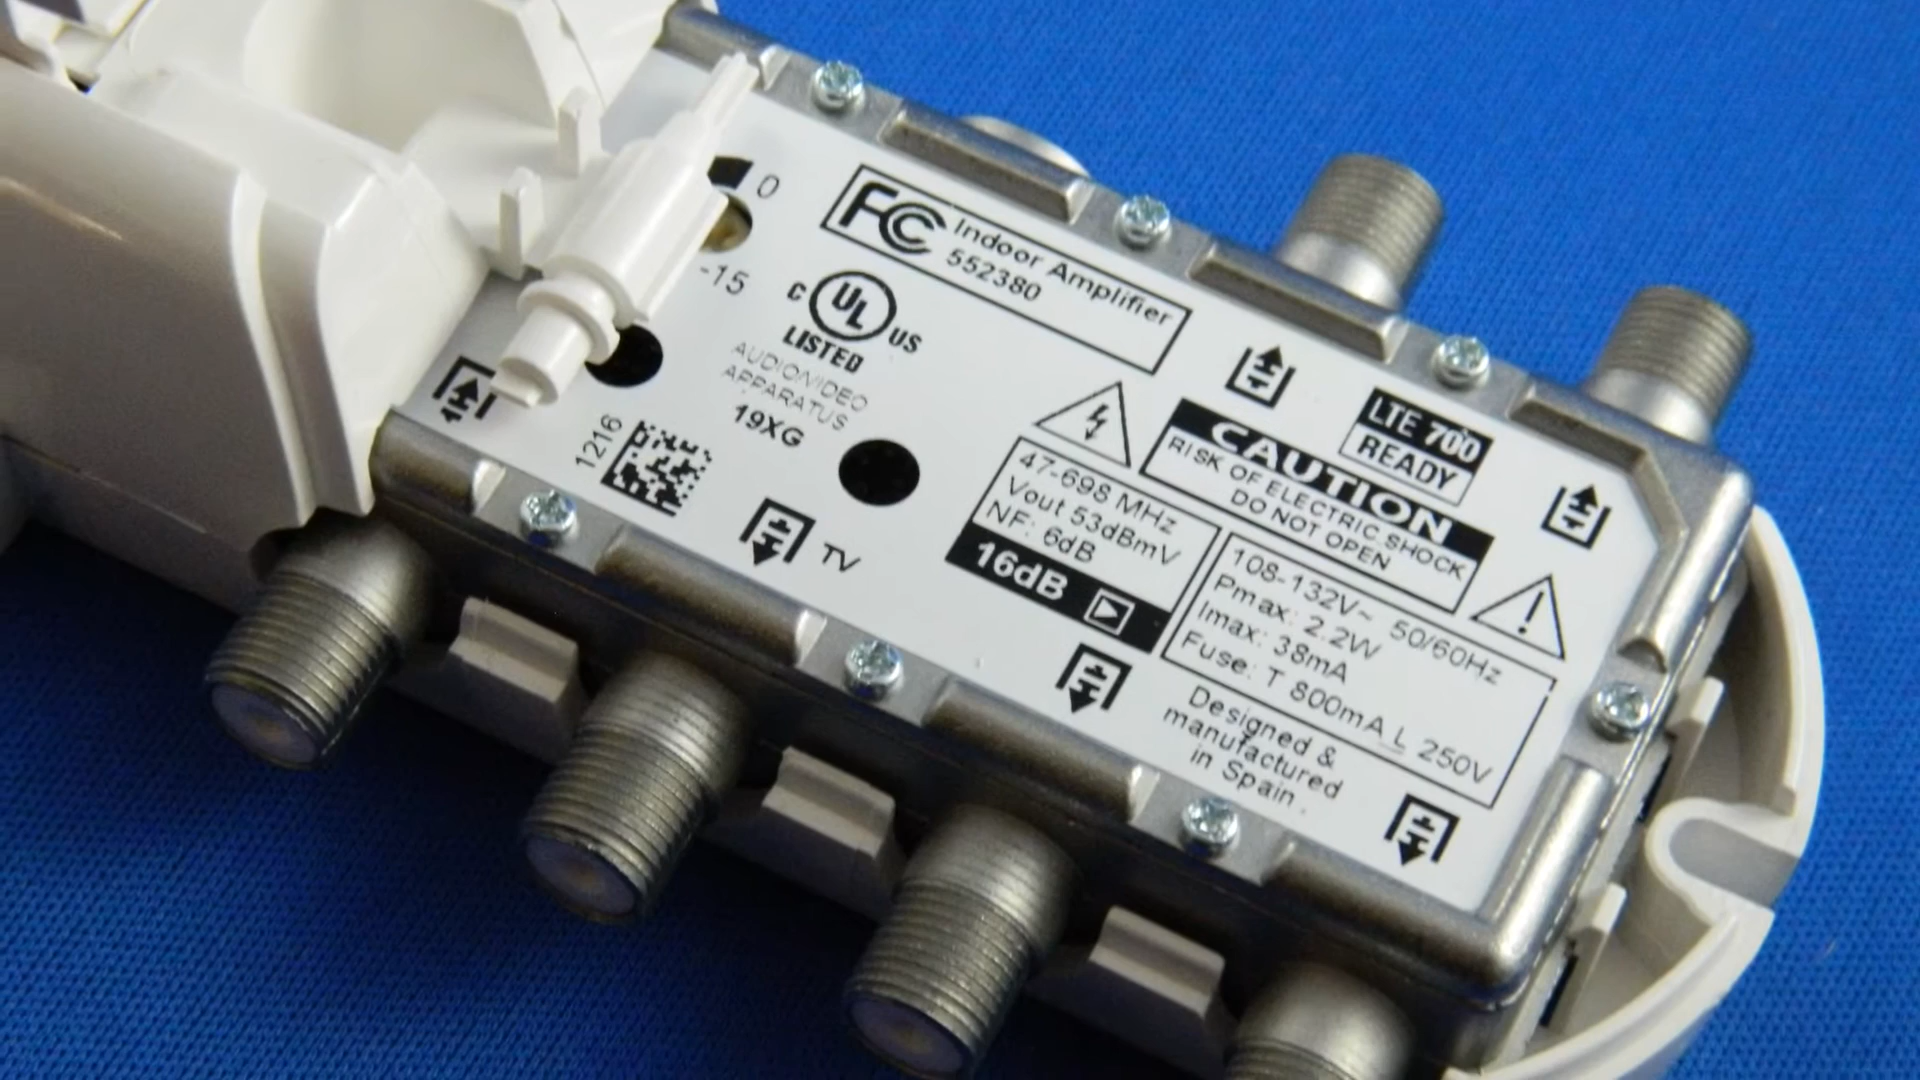 0
-15
FCC Indoor Amplifier
552380
C UL US
LISTED
AUDIO/VIDEO
APPARATUS
19XG
1216
TV
LTE 700
READY
CAUTION
RISK OF ELECTRIC SHOCK
DO NOT OPEN
47-698 MHz
Vout 53dBmV
NF: 6dB
16dB
108-132V~ 50/60Hz
Pmax: 2.2W
Imax: 38mA
Fuse: T 800mA L 250V
Designed &
manufactured
in Spain.